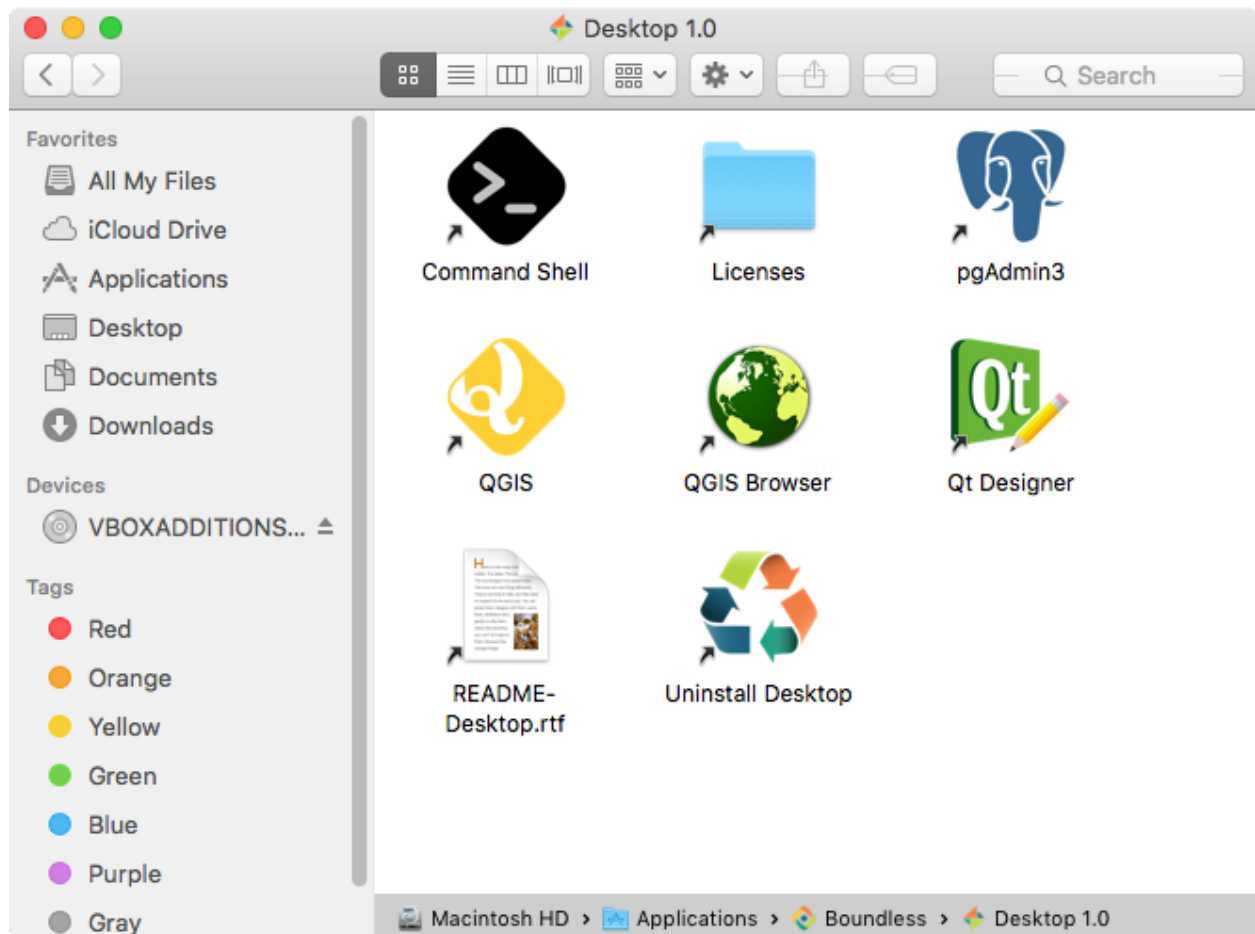 Desktop 1.0
Search
Favorites
All My Files
iCloud Drive
Applications
Desktop
Documents
Downloads
Devices
VBOXADDITIONS...
Tags
Red
Orange
Yellow
Green
Blue
Purple
Gray
Command Shell
Licenses
pgAdmin3
QGIS
QGIS Browser
Qt
Qt Designer
README-
Desktop.rtf
Uninstall Desktop
Macintosh HD › Applications › Boundless › Desktop 1.0